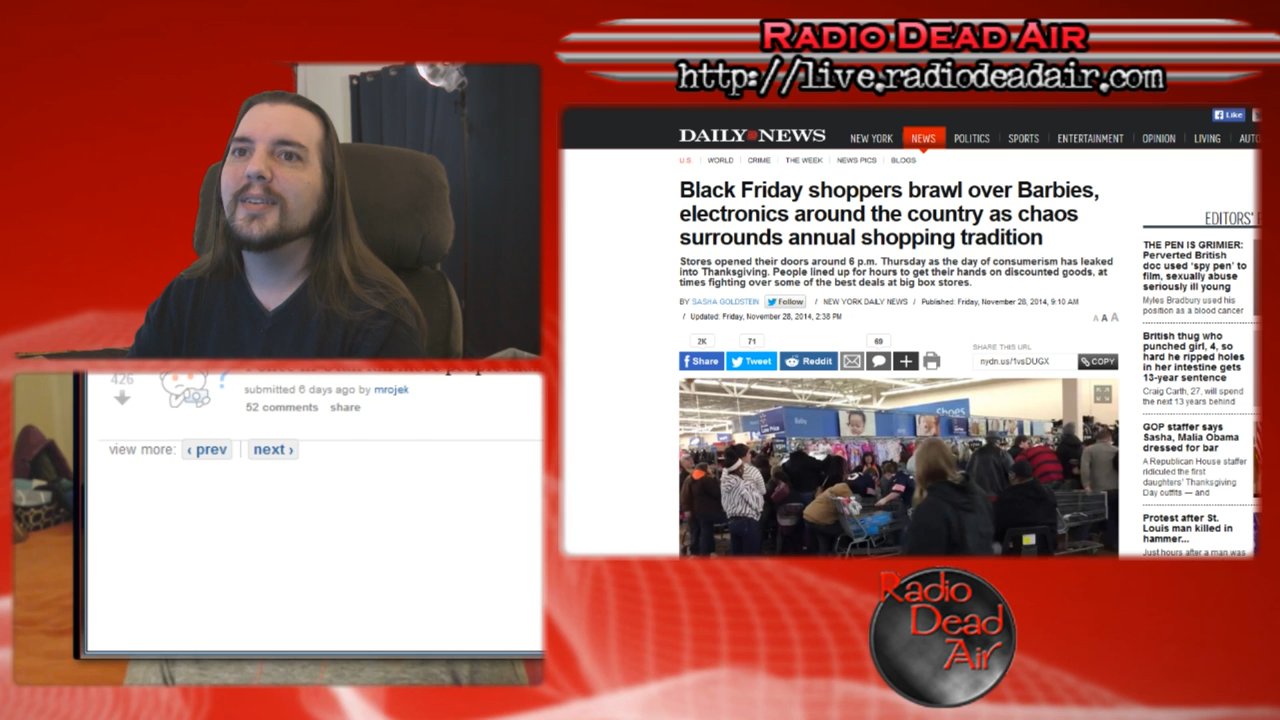 RADIO DEAD AIR
http://live.radiodeadair.com
Like
DAILY NEWS
NEW YORK NEWS POLITICS SPORTS ENTERTAINMENT OPINION LIVING AUTO
U.S. WORLD CRIME THE WEEK NEWS PICS BLOGS
Black Friday shoppers brawl over Barbies,
electronics around the country as chaos
surrounds annual shopping tradition
Stores opened their doors around 6 p.m. Thursday as the day of consumerism has leaked
into Thanksgiving. People lined up for hours to get their hands on discounted goods, at
times fighting over some of the best deals at big box stores.
BY SASHA GOLDSTEIN Follow / NEW YORK DAILY NEWS / Published: Friday, November 28, 2014, 9:10 AM
/ Updated: Friday, November 28, 2014, 2:38 PM
A A A
2K 71 69
Share Tweet Reddit
SHARE THIS URL
nydn.us/1vsDUGX COPY
Shoes
Baby
Low Price
EDITORS'
THE PEN IS GRIMIER:
Perverted British
doc used 'spy pen' to
film, sexually abuse
seriously ill young
Myles Bradbury used his
position as a blood cancer
British thug who
punched girl, 4, so
hard he ripped holes
in her intestine gets
13-year sentence
Craig Carth, 27, will spend
the next 13 years behind
GOP staffer says
Sasha, Malia Obama
dressed for bar
A Republican House staffer
ridiculed the first
daughters' Thanksgiving
Day outfits — and
Protest after St.
Louis man killed in
hammer...
Just hours after a man was
426
submitted 6 days ago by mrojek
52 comments share
view more: ‹ prev next ›
Radio
Dead
Air